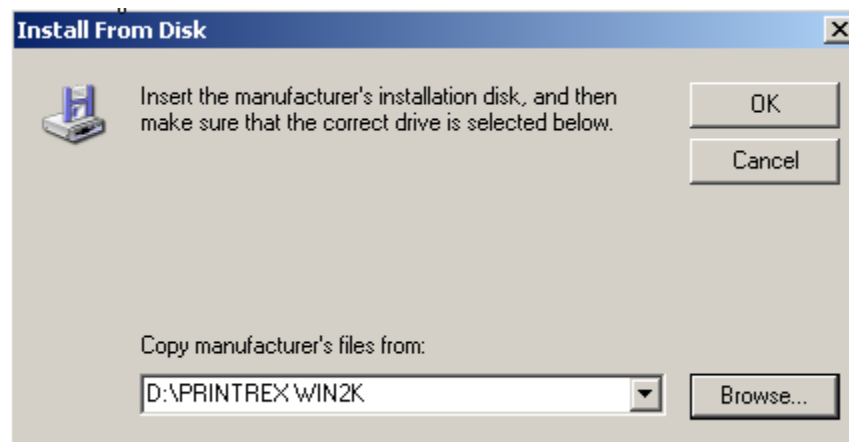 Install From Disk
Insert the manufacturer's installation disk, and then
make sure that the correct drive is selected below.
OK
Cancel
Copy manufacturer's files from:
D:\PRINTREX WIN2K
Browse...